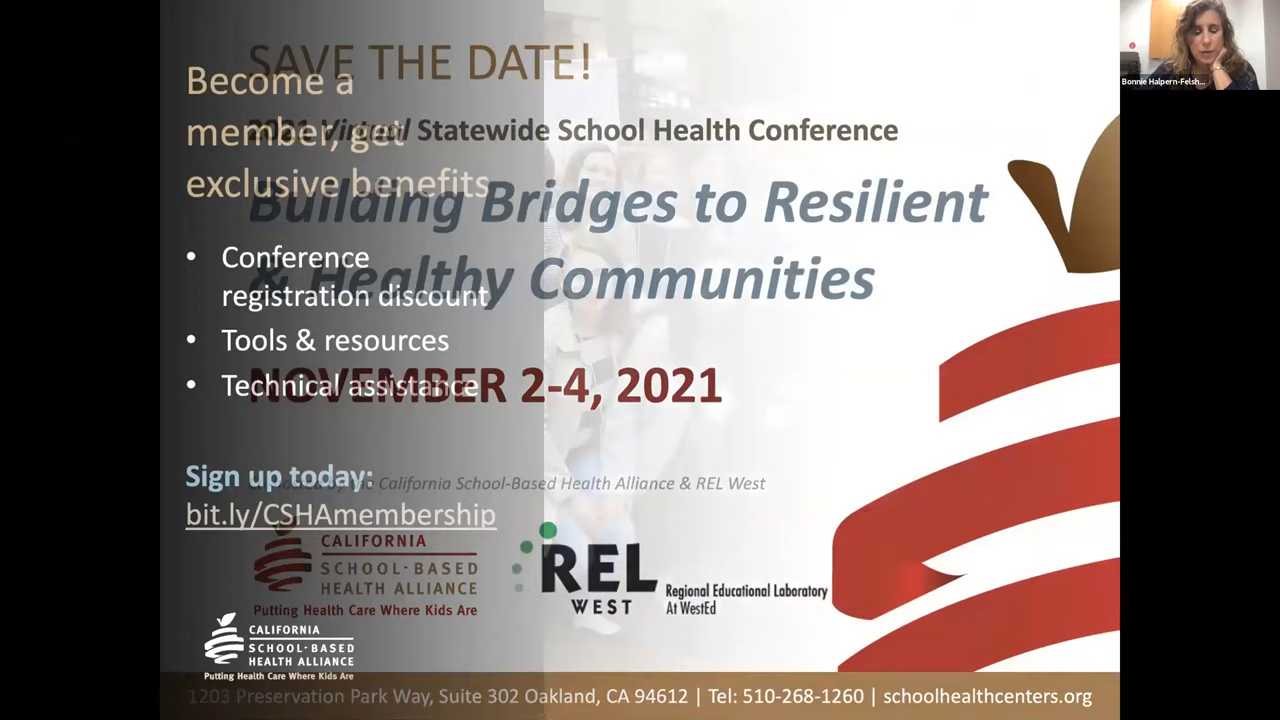 Become a
member, get
exclusive benefits
• Conference
registration discount
• Tools & resources
• Technical assistance
Sign up today:
bit.ly/CSHAmembership
CALIFORNIA
SCHOOL-BASED
HEALTH ALLIANCE
Putting Health Care Where Kids Are
SAVE THE DATE!
2021 Virtual Statewide School Health Conference
Building Bridges to Resilient
& Healthy Communities
NOVEMBER 2-4, 2021
by the California School-Based Health Alliance & REL West
CALIFORNIA
SCHOOL-BASED
HEALTH ALLIANCE
Putting Health Care Where Kids Are
REL
WEST
Regional Educational Laboratory
At WestEd
1203 Preservation Park Way, Suite 302 Oakland, CA 94612 | Tel: 510-268-1260 | schoolhealthcenters.org
Bonnie Halpern-Felsh...